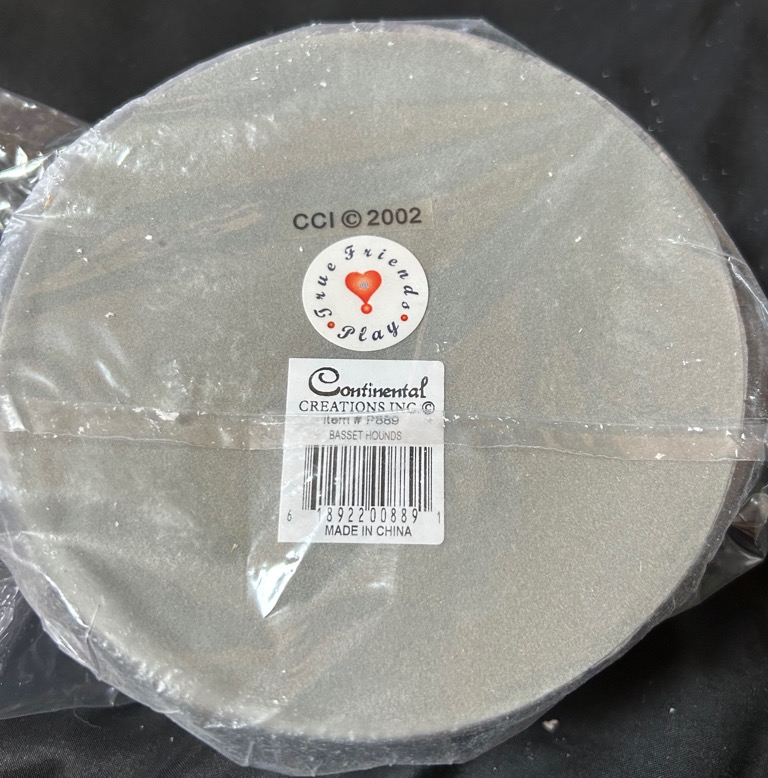 CCI © 2002
True Friends
Play
Continental
CREATIONS INC. ©
Item # P889
BASSET HOUNDS
6 18922 00889 1
MADE IN CHINA